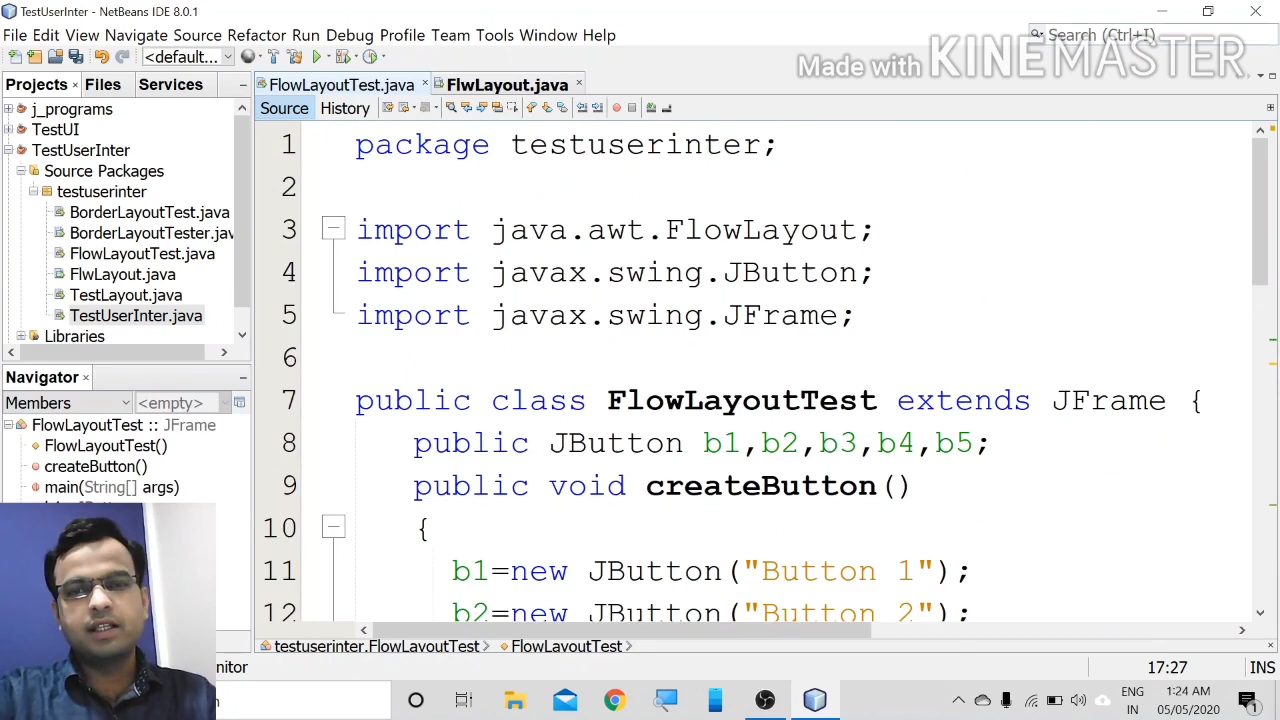 TestUserInter - NetBeans IDE 8.0.1
File Edit View Navigate Source Refactor Run Debug Profile Team Tools Window Help
Search (Ctrl+I)
Made with KINEMASTER
<default...
Projects Files Services
FlowLayoutTest.java FlwLayout.java
Source History
j_programs
TestUI
TestUserInter
Source Packages
testuserinter
BorderLayoutTest.java
BorderLayoutTester.jav
FlowLayoutTest.java
FlwLayout.java
TestLayout.java
TestUserInter.java
Libraries
Navigator
Members <empty>
FlowLayoutTest :: JFrame
FlowLayoutTest()
createButton()
main(String[] args)
1 package testuserinter;
2
3 import java.awt.FlowLayout;
4 import javax.swing.JButton;
5 import javax.swing.JFrame;
6
7 public class FlowLayoutTest extends JFrame {
8 public JButton b1,b2,b3,b4,b5;
9 public void createButton()
10 {
11 b1=new JButton("Button 1");
12 b2=new JButton("Button 2");
testuserinter.FlowLayoutTest FlowLayoutTest
nitor
17:27 INS
ENG
IN
1:24 AM
05/05/2020
1